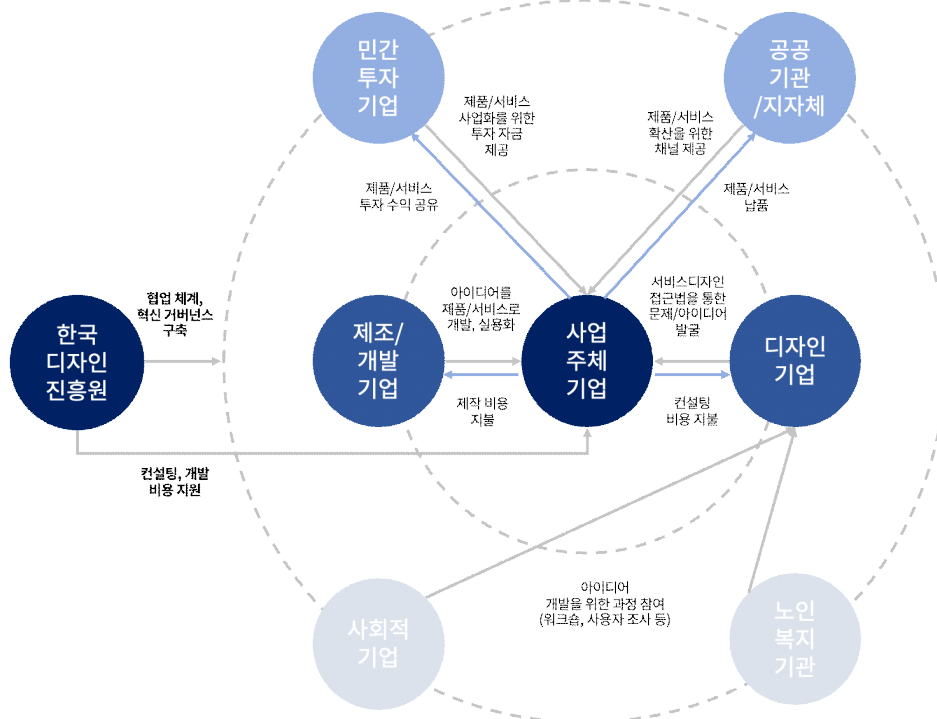 민간
투자
기업
공공
기관
/지자체
제품/서비스
사업화를 위한
투자 자금
제공
제품/서비스
확산을 위한
채널 제공
제품/서비스
투자 수익 공유
제품/서비스
납품
한국
디자인
진흥원
협업 체계,
혁신 거버넌스
구축
제조/
개발
기업
아이디어를
제품/서비스로
개발, 실용화
사업
주체
기업
서비스디자인
접근법을 통한
문제/아이디어
발굴
디자인
기업
제작 비용
지불
컨설팅
비용 지불
컨설팅, 개발
비용 지원
사회적
기업
아이디어
개발을 위한 과정 참여
(워크숍, 사용자 조사 등)
노인
복지
기관